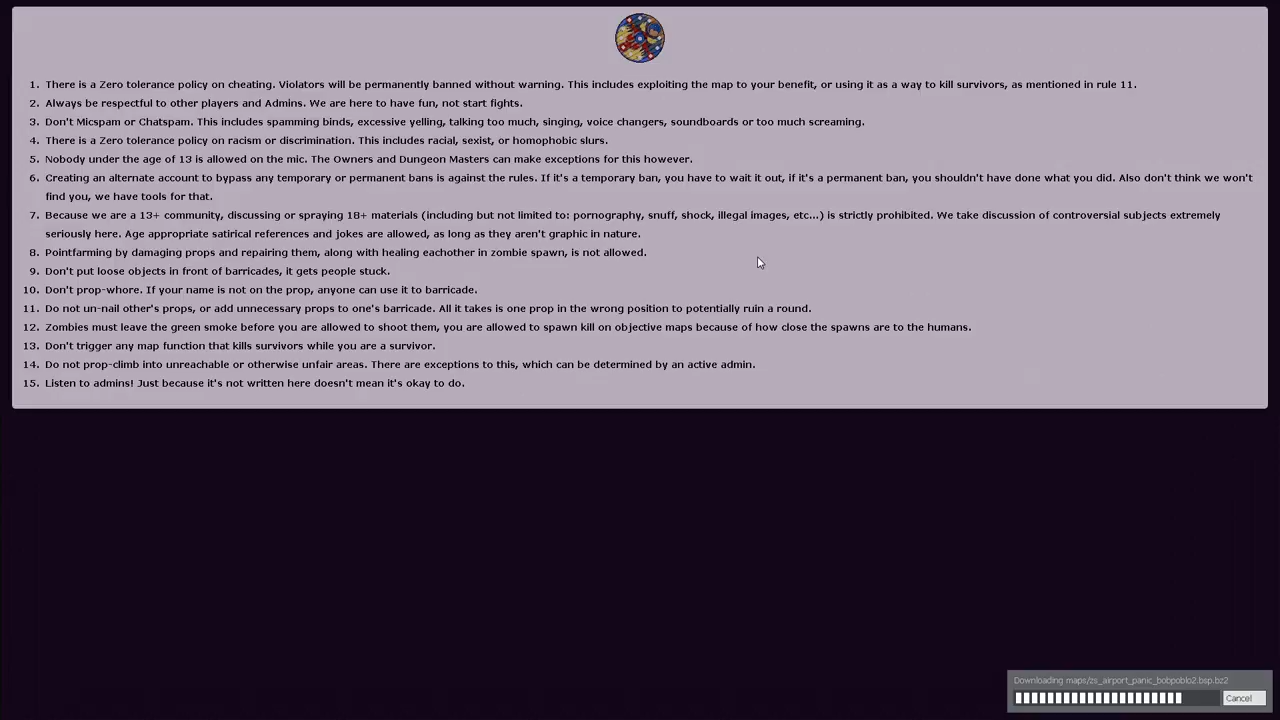 1. There is a Zero tolerance policy on cheating. Violators will be permanently banned without warning. This includes exploiting the map to your benefit, or using it as a way to kill survivors, as mentioned in rule 11.
2. Always be respectful to other players and Admins. We are here to have fun, not start fights.
3. Don't Micspam or Chatspam. This includes spamming binds, excessive yelling, talking too much, singing, voice changers, soundboards or too much screaming.
4. There is a Zero tolerance policy on racism or discrimination. This includes racial, sexist, or homophobic slurs.
5. Nobody under the age of 13 is allowed on the mic. The Owners and Dungeon Masters can make exceptions for this however.
6. Creating an alternate account to bypass any temporary or permanent bans is against the rules. If it's a temporary ban, you have to wait it out, if it's a permanent ban, you shouldn't have done what you did. Also don't think we won't
find you, we have tools for that.
7. Because we are a 13+ community, discussing or spraying 18+ materials (including but not limited to: pornography, snuff, shock, illegal images, etc...) is strictly prohibited. We take discussion of controversial subjects extremely
seriously here. Age appropriate satirical references and jokes are allowed, as long as they aren't graphic in nature.
8. Pointfarming by damaging props and repairing them, along with healing eachother in zombie spawn, is not allowed.
9. Don't put loose objects in front of barricades, it gets people stuck.
10. Don't prop-whore. If your name is not on the prop, anyone can use it to barricade.
11. Do not un-nail other's props, or add unnecessary props to one's barricade. All it takes is one prop in the wrong position to potentially ruin a round.
12. Zombies must leave the green smoke before you are allowed to shoot them, you are allowed to spawn kill on objective maps because of how close the spawns are to the humans.
13. Don't trigger any map function that kills survivors while you are a survivor.
14. Do not prop-climb into unreachable or otherwise unfair areas. There are exceptions to this, which can be determined by an active admin.
15. Listen to admins! Just because it's not written here doesn't mean it's okay to do.
Downloading maps/zs_airport_panic_bobpoblo2.bsp.bz2
Cancel